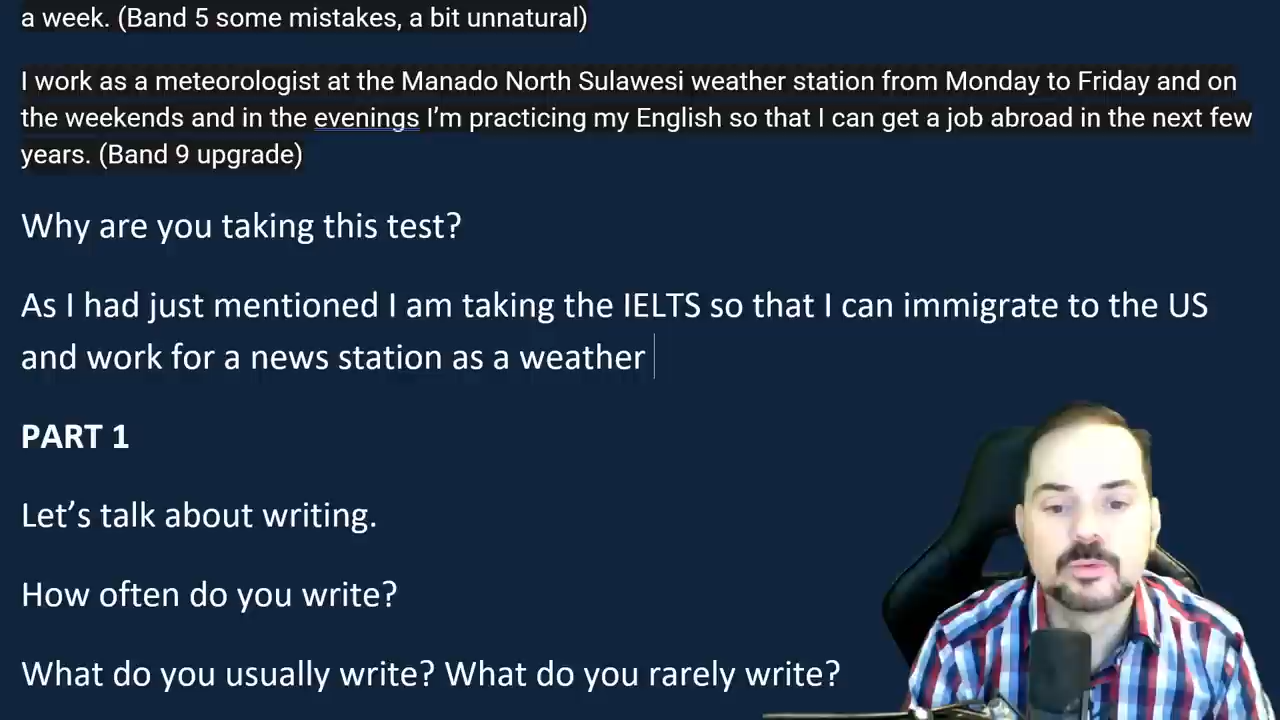 a week. (Band 5 some mistakes, a bit unnatural)
I work as a meteorologist at the Manado North Sulawesi weather station from Monday to Friday and on
the weekends and in the evenings I’m practicing my English so that I can get a job abroad in the next few
years. (Band 9 upgrade)
Why are you taking this test?
As I had just mentioned I am taking the IELTS so that I can immigrate to the US
and work for a news station as a weather
PART 1
Let’s talk about writing.
How often do you write?
What do you usually write? What do you rarely write?